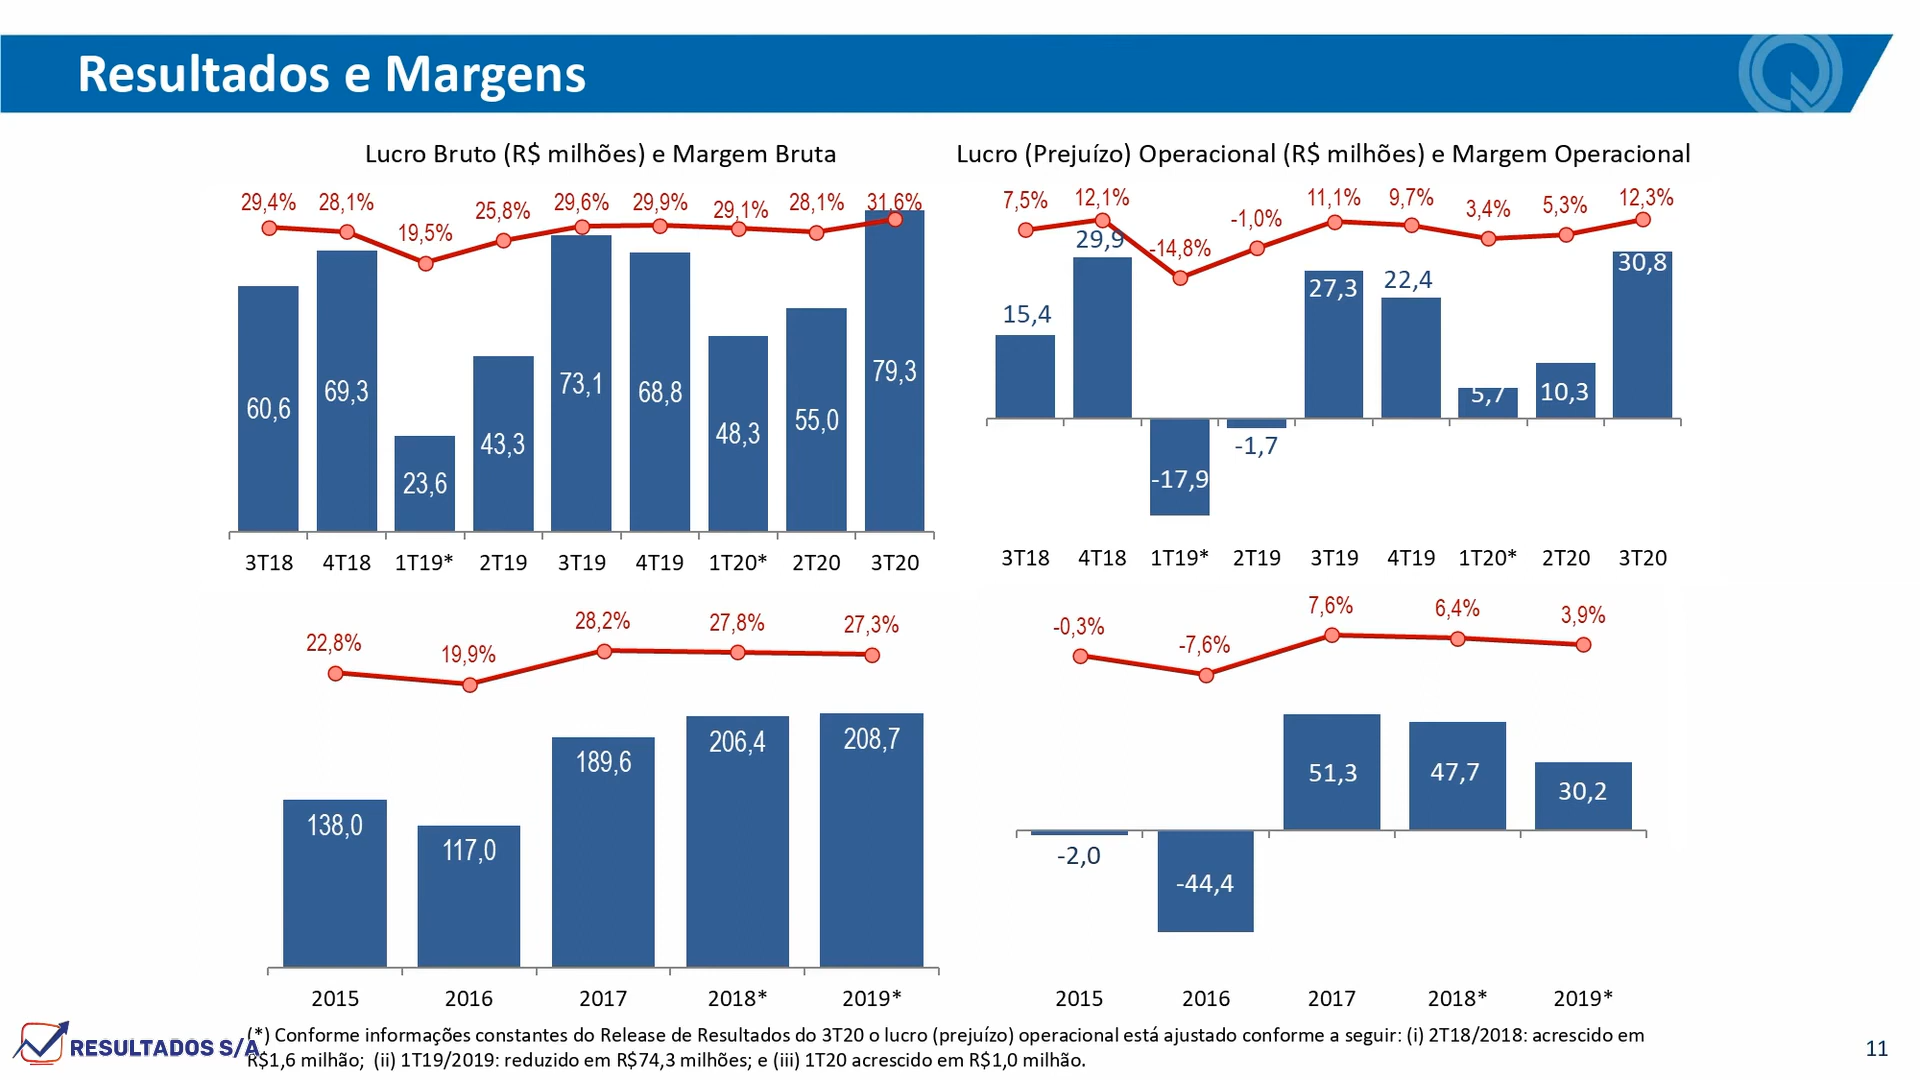 Resultados e Margens
Lucro Bruto (R$ milhões) e Margem Bruta
29,4% 28,1% 19,5% 25,8% 29,6% 29,9% 29,1% 28,1% 31,6%
60,6 69,3 23,6 43,3 73,1 68,8 48,3 55,0 79,3
3T18 4T18 1T19* 2T19 3T19 4T19 1T20* 2T20 3T20
Lucro (Prejuízo) Operacional (R$ milhões) e Margem Operacional
7,5% 12,1% -14,8% -1,0% 11,1% 9,7% 3,4% 5,3% 12,3%
15,4 29,9 -17,9 -1,7 27,3 22,4 5,7 10,3 30,8
3T18 4T18 1T19* 2T19 3T19 4T19 1T20* 2T20 3T20
22,8% 19,9% 28,2% 27,8% 27,3%
138,0 117,0 189,6 206,4 208,7
2015 2016 2017 2018* 2019*
-0,3% -7,6% 7,6% 6,4% 3,9%
-2,0 -44,4 51,3 47,7 30,2
2015 2016 2017 2018* 2019*
(*) Conforme informações constantes do Release de Resultados do 3T20 o lucro (prejuízo) operacional está ajustado conforme a seguir: (i) 2T18/2018: acrescido em
R$1,6 milhão; (ii) 1T19/2019: reduzido em R$74,3 milhões; e (iii) 1T20 acrescido em R$1,0 milhão.
RESULTADOS S/A
11